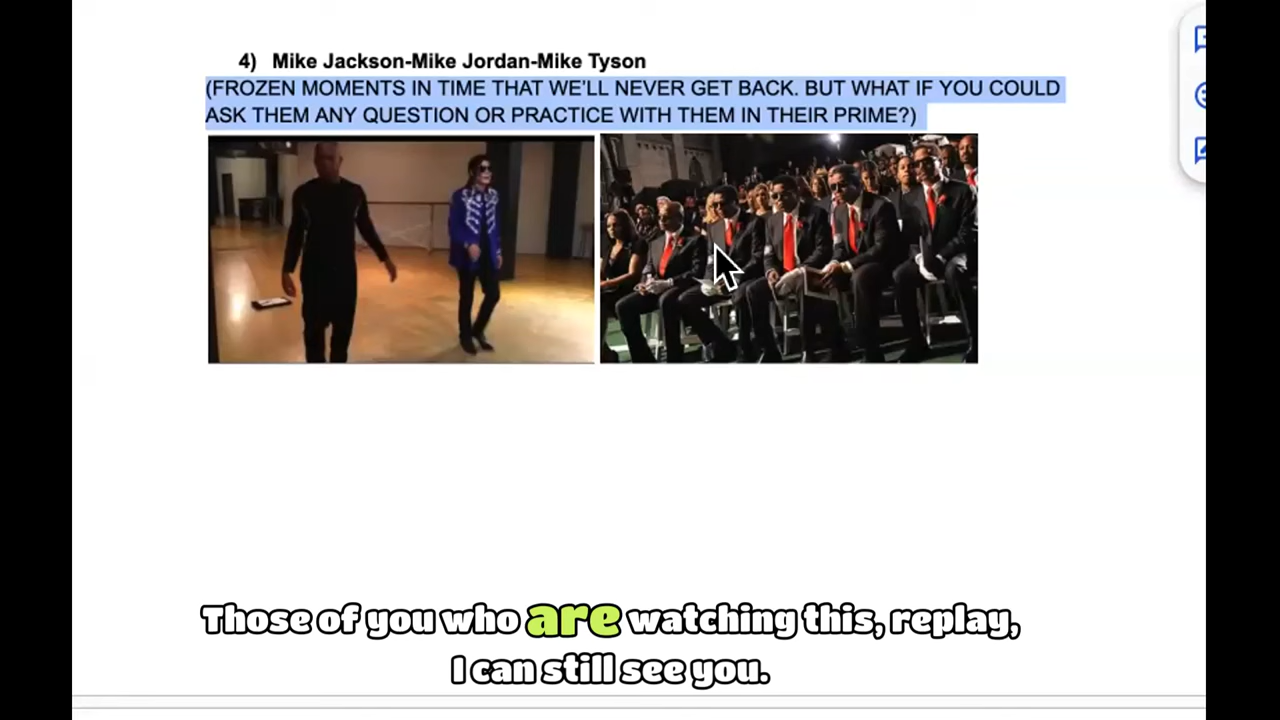 4) Mike Jackson-Mike Jordan-Mike Tyson
(FROZEN MOMENTS IN TIME THAT WE'LL NEVER GET BACK. BUT WHAT IF YOU COULD
ASK THEM ANY QUESTION OR PRACTICE WITH THEM IN THEIR PRIME?)
Those of you who are watching this, replay,
I can still see you.